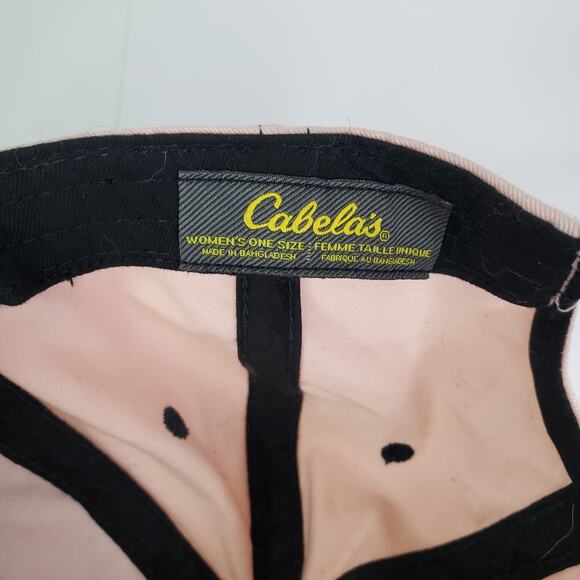 Cabela's®
WOMEN'S ONE SIZE : FEMME TAILLE UNIQUE
MADE IN BANGLADESH : FABRIQUE AU BANGLADESH